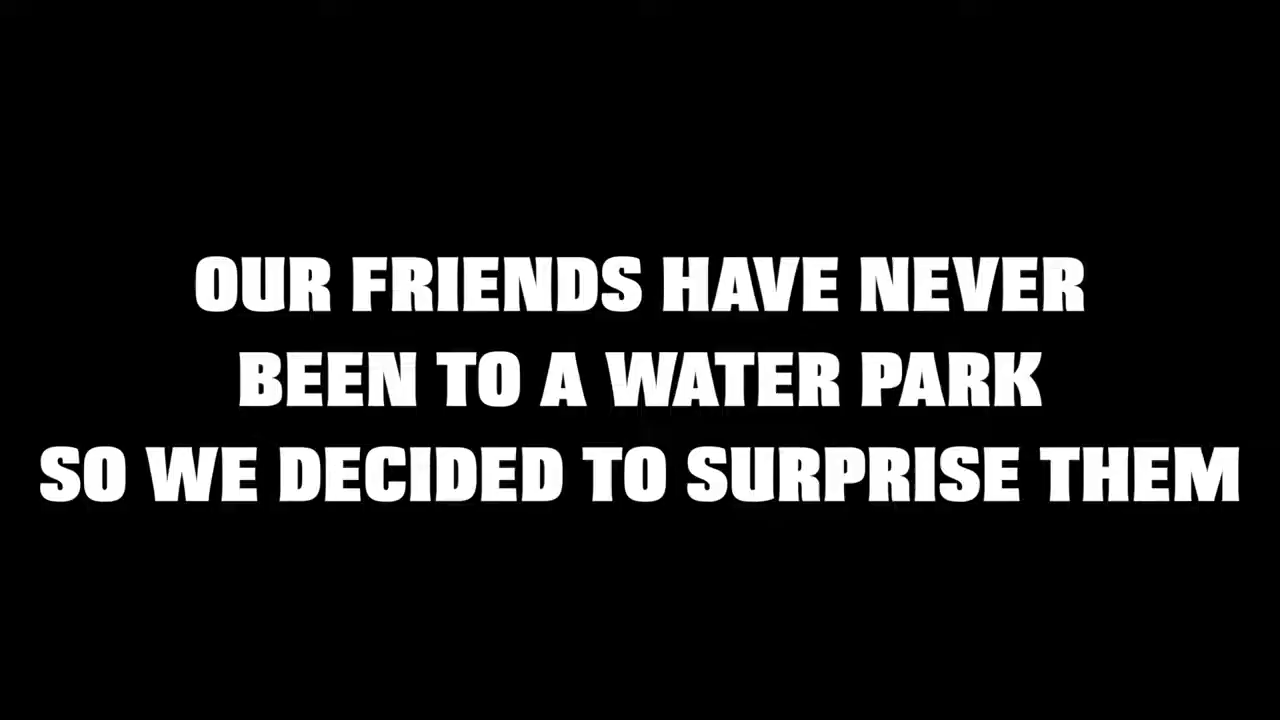 OUR FRIENDS HAVE NEVER
BEEN TO A WATER PARK
SO WE DECIDED TO SURPRISE THEM